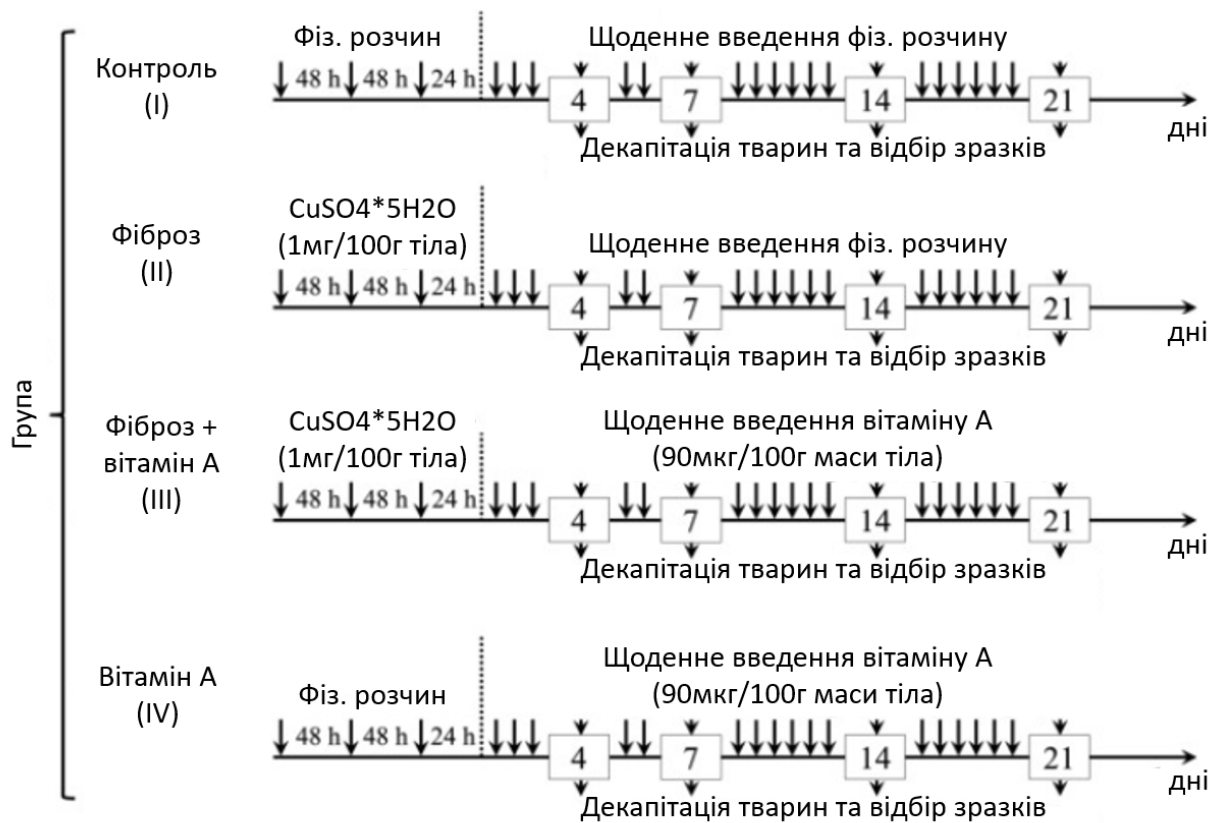 Група
Контроль
(I)
Фіз. розчин
Щоденне введення фіз. розчину
48 h 48 h 24 h
4 7 14 21
дні
Декапітація тварин та відбір зразків
Фіброз
(II)
CuSO4*5H2O
(1мг/100г тіла)
Щоденне введення фіз. розчину
48 h 48 h 24 h
4 7 14 21
дні
Декапітація тварин та відбір зразків
Фіброз +
вітамін А
(III)
CuSO4*5H2O
(1мг/100г тіла)
Щоденне введення вітаміну А
(90мкг/100г маси тіла)
48 h 48 h 24 h
4 7 14 21
дні
Декапітація тварин та відбір зразків
Вітамін А
(IV)
Фіз. розчин
Щоденне введення вітаміну А
(90мкг/100г маси тіла)
48 h 48 h 24 h
4 7 14 21
дні
Декапітація тварин та відбір зразків